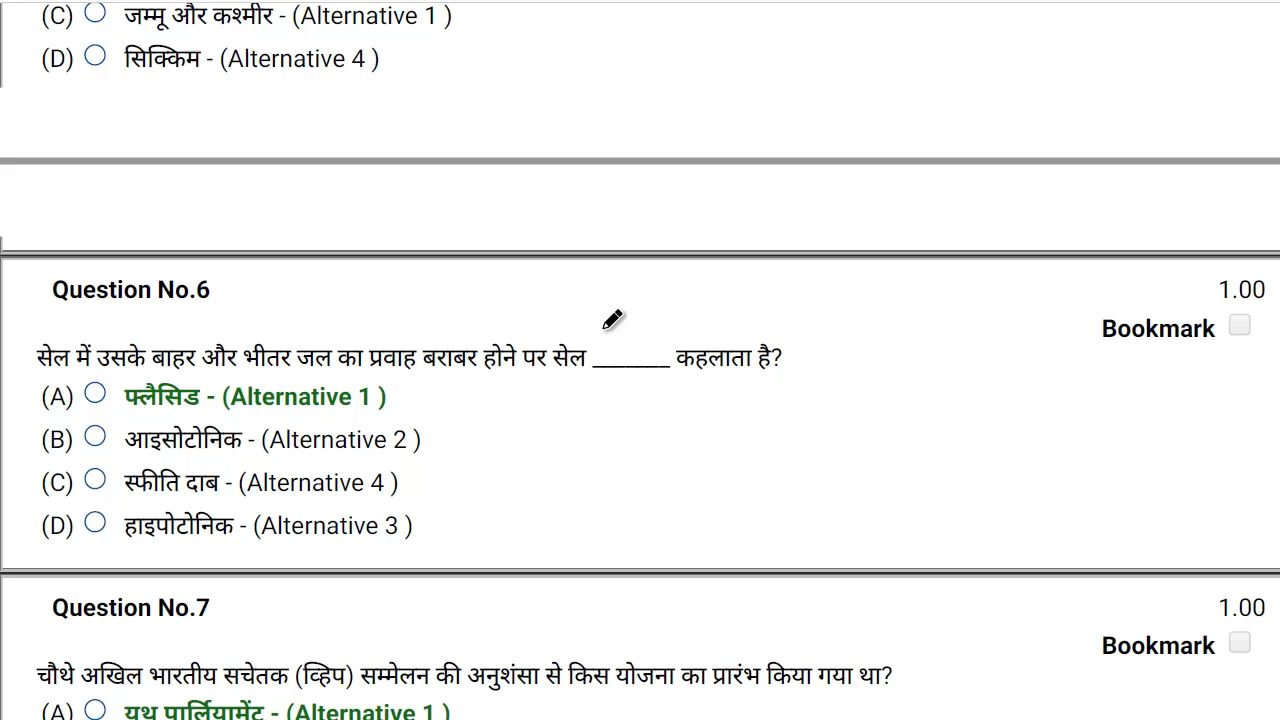 (C) जम्मू और कश्मीर - (Alternative 1 )
(D) सिक्किम - (Alternative 4 )
Question No.6
1.00
Bookmark
सेल में उसके बाहर और भीतर जल का प्रवाह बराबर होने पर सेल _______ कहलाता है?
(A) फ्लैसिड - (Alternative 1 )
(B) आइसोटोनिक - (Alternative 2 )
(C) स्फीति दाब - (Alternative 4 )
(D) हाइपोटोनिक - (Alternative 3 )
Question No.7
1.00
Bookmark
चौथे अखिल भारतीय सचेतक (व्हिप) सम्मेलन की अनुशंसा से किस योजना का प्रारंभ किया गया था?
(A) यूथ पार्लियामेंट - (Alternative 1 )